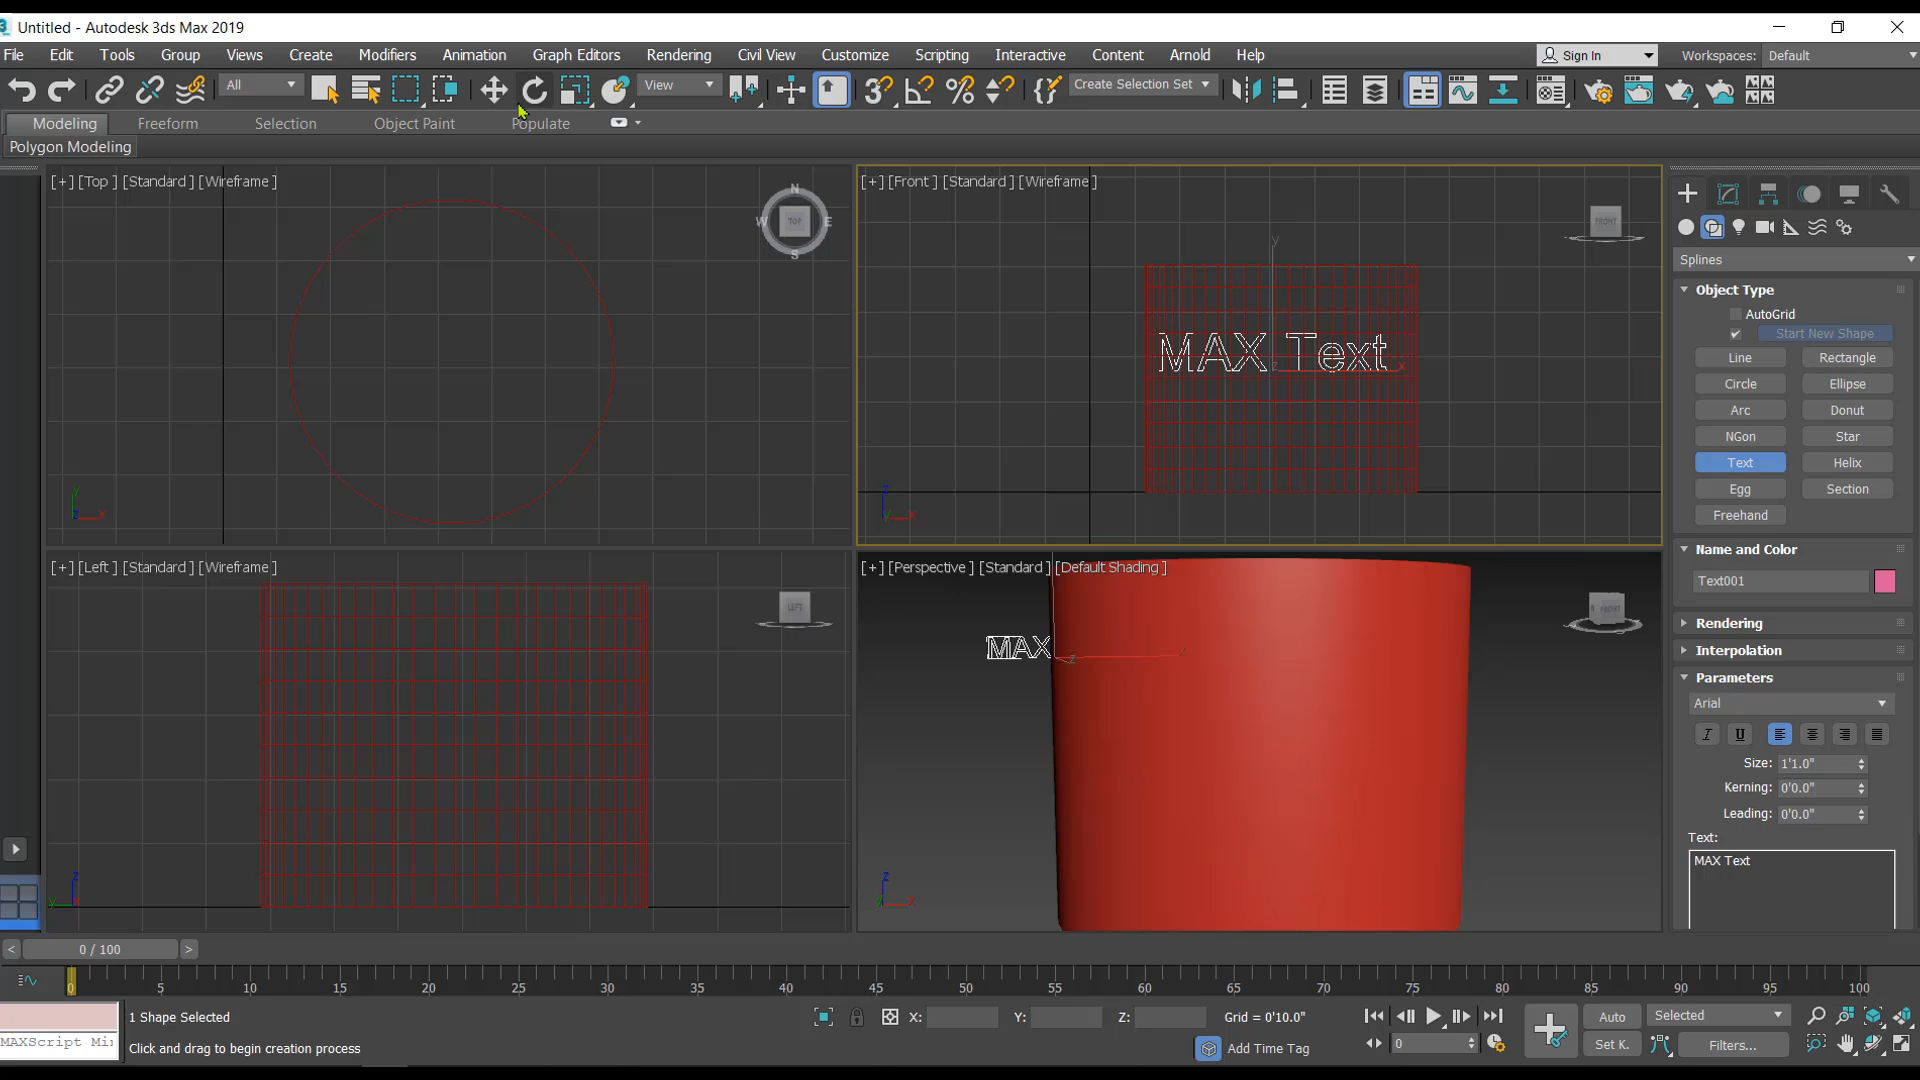 Untitled - Autodesk 3ds Max 2019
File Edit Tools Group Views Create Modifiers Animation Graph Editors Rendering Civil View Customize Scripting Interactive Content Arnold Help Sign In Workspaces: Default
All View Create Selection Set
Modeling Freeform Selection Object Paint Populate
Polygon Modeling
[+] [Top ] [Standard ] [Wireframe ]
N
W TOP E
S
y
x
z
[+] [Front ] [Standard ] [Wireframe ]
FRONT
y
MAX Text
z x
z
y x
[+] [Left ] [Standard ] [Wireframe ]
LEFT
z
y x
[+] [Perspective ] [Standard ] [Default Shading ]
FRONT
MAX
z
z
x
Splines
Object Type
AutoGrid
Start New Shape
Line Rectangle
Circle Ellipse
Arc Donut
NGon Star
Text Helix
Egg Section
Freehand
Name and Color
Text001
Rendering
Interpolation
Parameters
Arial
I U
Size: 1'1.0"
Kerning: 0'0.0"
Leading: 0'0.0"
Text:
MAX Text
< 0 / 100 >
0 5 10 15 20 25 30 35 40 45 50 55 60 65 70 75 80 85 90 95 100
1 Shape Selected X: Y: Z: Grid = 0'10.0" Auto Selected
MAXScript Mi Click and drag to begin creation process Add Time Tag 0 Set K. Filters...